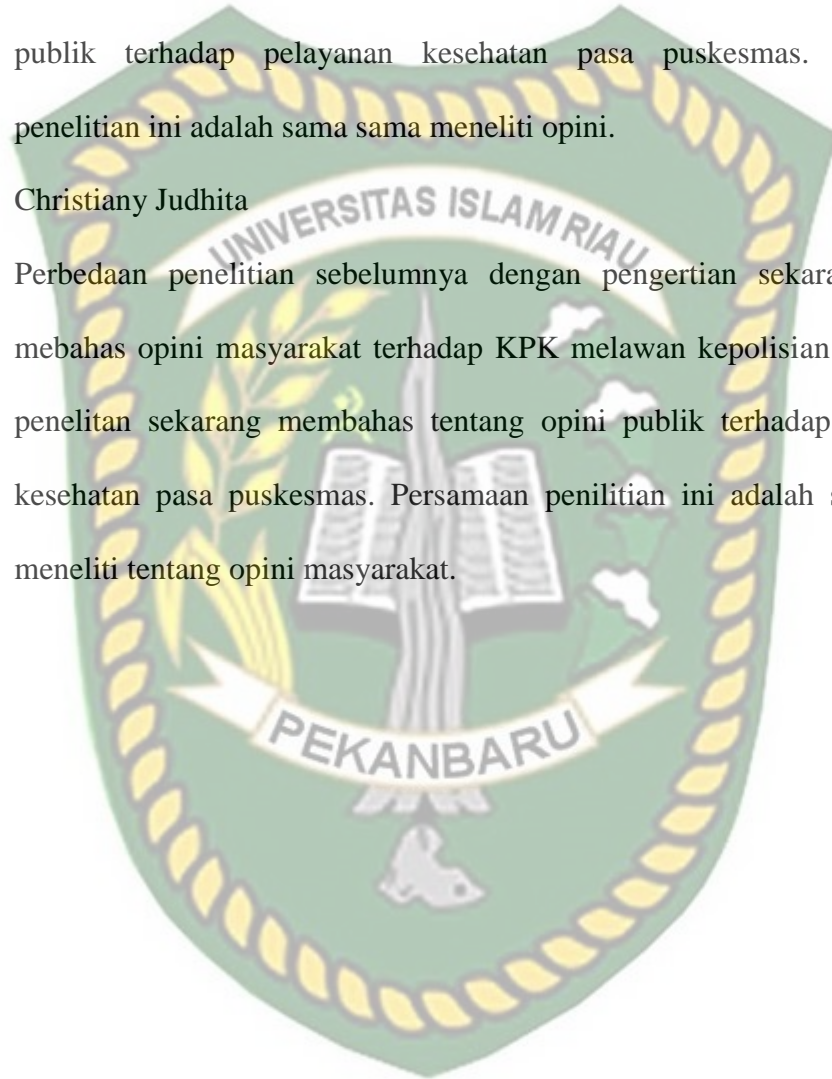 publik terhadap pelayanan kesehatan pasa puskesmas.
penelitian ini adalah sama sama meneliti opini.
Christiany Judhita
UNIVERSITAS ISLAM RIAU
Perbedaan penelitian sebelumnya dengan pengertian
mebahas opini masyarakat terhadap KPK melawan kepolisian
penelitan sekarang membahas tentang opini publik terhadap
kesehatan pasa puskesmas. Persamaan penilitian ini adalah
meneliti tentang opini masyarakat.
PEKANBARU